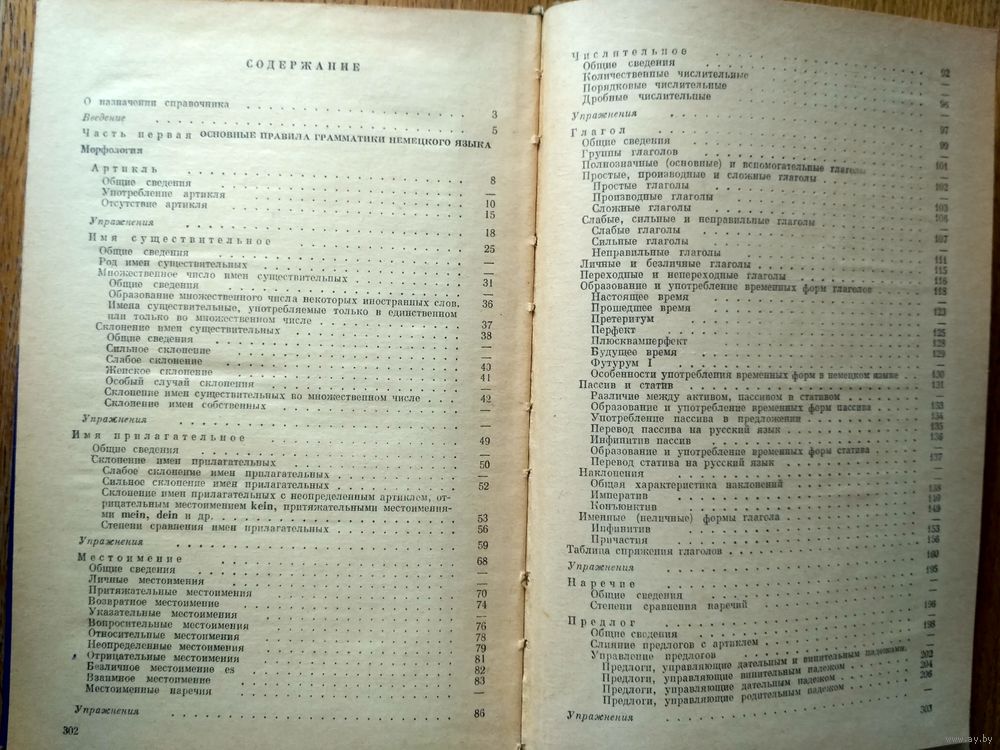 СОДЕРЖАНИЕ
О назначении справочника 3
Введение 5
Часть первая ОСНОВНЫЕ ПРАВИЛА ГРАММАТИКИ НЕМЕЦКОГО ЯЗЫКА
Морфология
Артикль 8
Общие сведения —
Употребление артикля 10
Отсутствие артикля 15
Упражнения 18
Имя существительное 25
Общие сведения —
Род имен существительных —
Множественное число имен существительных 31
Общие сведения —
Образование множественного числа некоторых иностранных слов. 36
Имена существительные, употребляемые только в единственном
или только во множественном числе 37
Склонение имен существительных 38
Общие сведения —
Сильное склонение —
Слабое склонение 40
Женское склонение 41
Особый случай склонения —
Склонение имен существительных во множественном числе 42
Склонение имен собственных —
Упражнения —
Имя прилагательное 49
Общие сведения —
Склонение имен прилагательных 50
Слабое склонение имен прилагательных —
Сильное склонение имен прилагательных 52
Склонение имен прилагательных с неопределенным артиклем, от-
рицательным местоимением kein, притяжательными местоимения-
ми mein, dein и др. 53
Степени сравнения имен прилагательных 56
Упражнения 59
Местоимение 68
Общие сведения —
Личные местоимения —
Притяжательные местоимения 70
Возвратное местоимение 74
Указательные местоимения —
Вопросительные местоимения 76
Относительные местоимения 78
Неопределенные местоимения 79
Отрицательные местоимения 81
Безличное местоимение es 82
Взаимное местоимение 83
Местоименные наречия —
Упражнения 86
302
Числительное
Общие сведения 92
Количественные числительные
Порядковые числительные
Дробные числительные
Упражнения
Глагол 97
Общие сведения 99
Группы глаголов
Полнозначные (основные) и вспомогательные глаголы 101
Простые, производные и сложные глаголы
Простые глаголы 102
Производные глаголы
Сложные глаголы 103
Слабые, сильные и неправильные глаголы
Слабые глаголы
Сильные глаголы 107
Неправильные глаголы
Личные и безличные глаголы 111
Переходные и непереходные глаголы 115
Образование и употребление временных форм глаголов
Настоящее время
Прошедшее время
Претеритум 123
Перфект
Плюсквамперфект 125
Будущее время 128
Футурум I 129
Особенности употребления временных форм в немецком языке 130
Пассив и статив 131
Различие между активом, пассивом в стативом
Образование и употребление временных форм пассива 133
Употребление пассива в предложении 134
Перевод пассива на русский язык 135
Инфинитив пассив 136
Образование и употребление временных форм статива
Перевод статива на русский язык 137
Наклонения
Общая характеристика наклонений
Императив
Конъюнктив 149
Именные (неличные) формы глагола
Инфинитив 153
Причастия 156
Таблица спряжения глаголов 160
Упражнения 195
Наречие
Общие сведения
Степени сравнения наречий 196
Предлог 198
Общие сведения
Слияние предлогов с артиклем
Управление предлогов 202
Предлоги, управляющие дательным и винительным падежами.
Предлоги, управляющие винительным падежом 204
Предлоги, управляющие дательным падежом 206
Предлоги, управляющие родительным падежом
Упражнения
303
www.ay.by